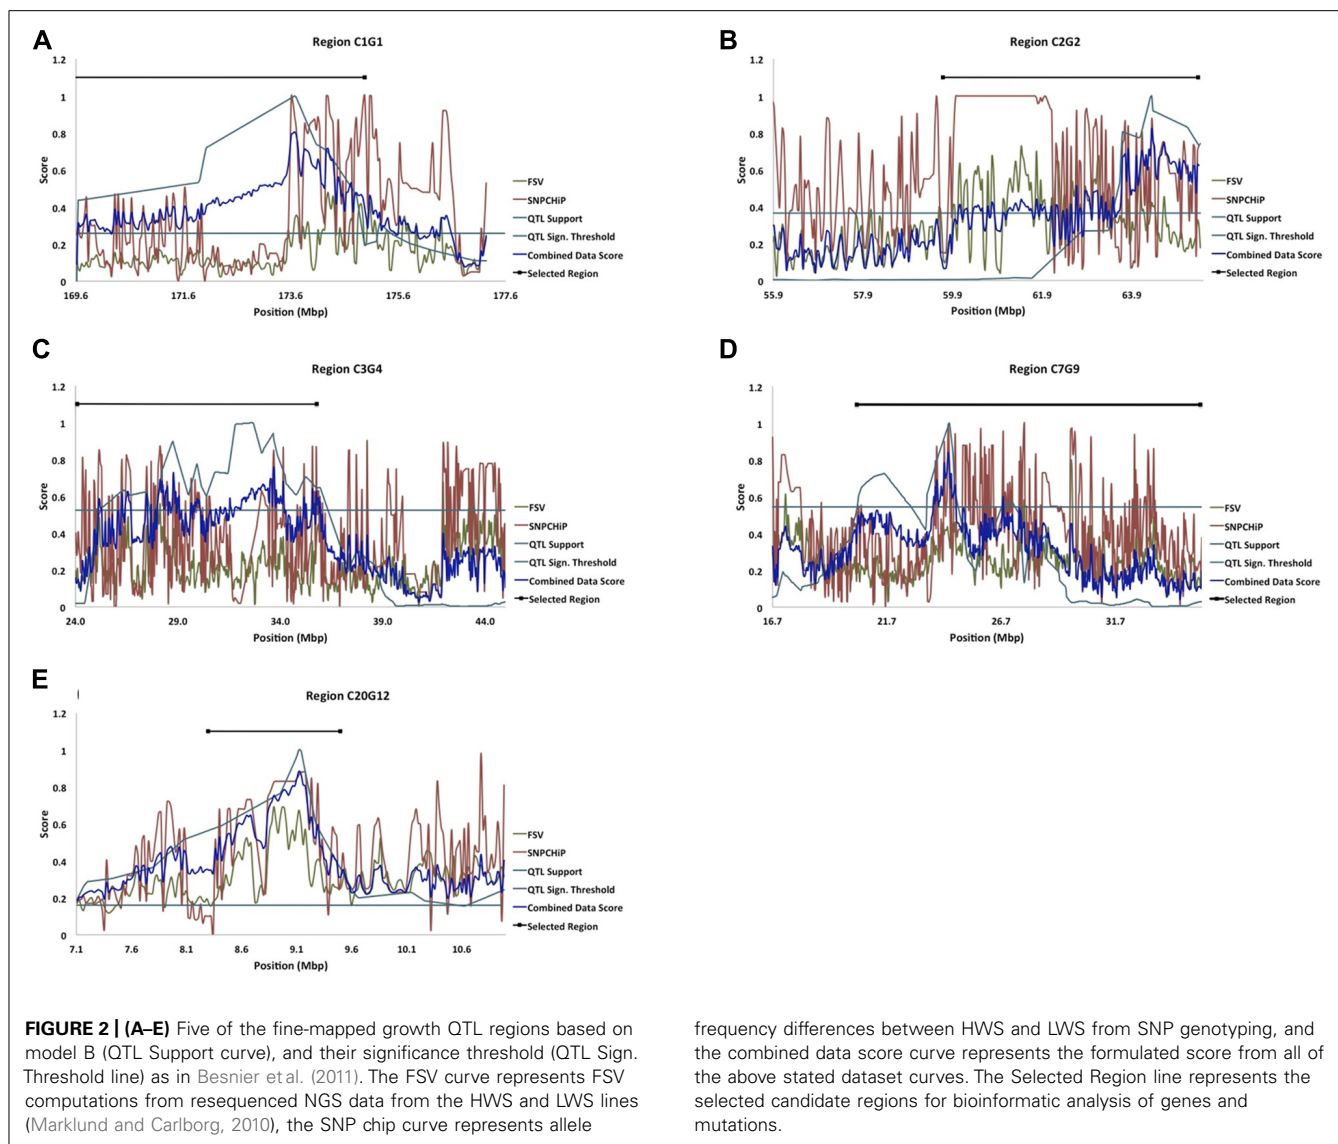 A
Region C1G1
1.2
1
0.8
0.6
0.4
0.2
0
Score
169.6 171.6 173.6 175.6 177.6
Position (Mbp)
FSV
SNPCHiP
QTL Support
QTL Sign. Threshold
Combined Data Score
Selected Region
B
Region C2G2
1.2
1
0.8
0.6
0.4
0.2
0
Score
55.9 57.9 59.9 61.9 63.9
Position (Mbp)
FSV
SNPCHiP
QTL Support
QTL Sign. Threshold
Combined Data Score
Selected Region
C
Region C3G4
1.2
1
0.8
0.6
0.4
0.2
0
Score
24.0 29.0 34.0 39.0 44.0
Position (Mbp)
FSV
SNPCHiP
QTL Support
QTL Sign. Threshold
Combined Data Score
Selected Region
D
Region C7G9
1.2
1
0.8
0.6
0.4
0.2
0
Score
16.7 21.7 26.7 31.7
Position (Mbp)
FSV
SNPCHiP
QTL Support
QTL Sign. Threshold
Combined Data Score
Selected Region
E
Region C20G12
1.2
1
0.8
0.6
0.4
0.2
0
Score
7.1 7.6 8.1 8.6 9.1 9.6 10.1 10.6
Position (Mbp)
FSV
SNPCHiP
QTL Support
QTL Sign. Threshold
Combined Data Score
Selected Region
FIGURE 2 | (A–E) Five of the fine-mapped growth QTL regions based on
model B (QTL Support curve), and their significance threshold (QTL Sign.
Threshold line) as in Besnier et al. (2011). The FSV curve represents FSV
computations from resequenced NGS data from the HWS and LWS lines
(Marklund and Carlborg, 2010), the SNP chip curve represents allele
frequency differences between HWS and LWS from SNP genotyping, and
the combined data score curve represents the formulated score from all of
the above stated dataset curves. The Selected Region line represents the
selected candidate regions for bioinformatic analysis of genes and
mutations.